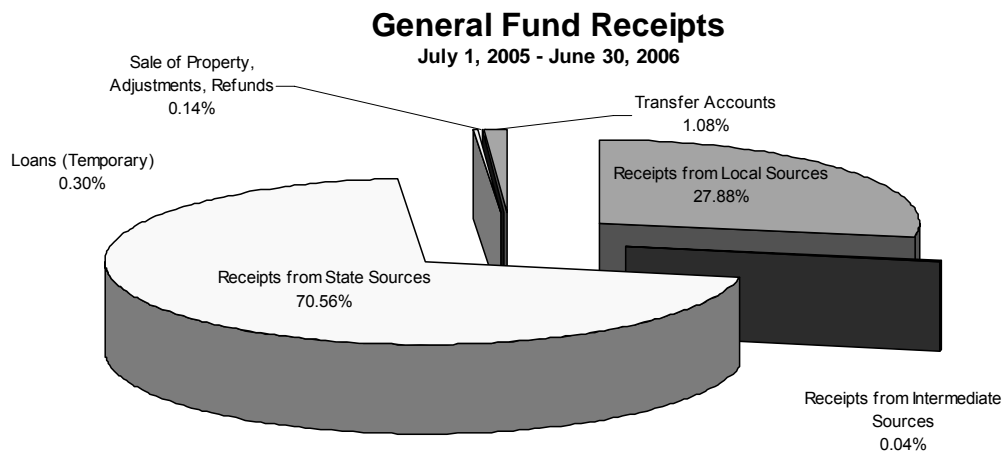 General Fund Receipts
July 1, 2005 - June 30, 2006
Sale of Property,
Adjustments, Refunds
0.14%
Transfer Accounts
1.08%
Loans (Temporary)
0.30%
Receipts from Local Sources
27.88%
Receipts from State Sources
70.56%
Receipts from Intermediate
Sources
0.04%